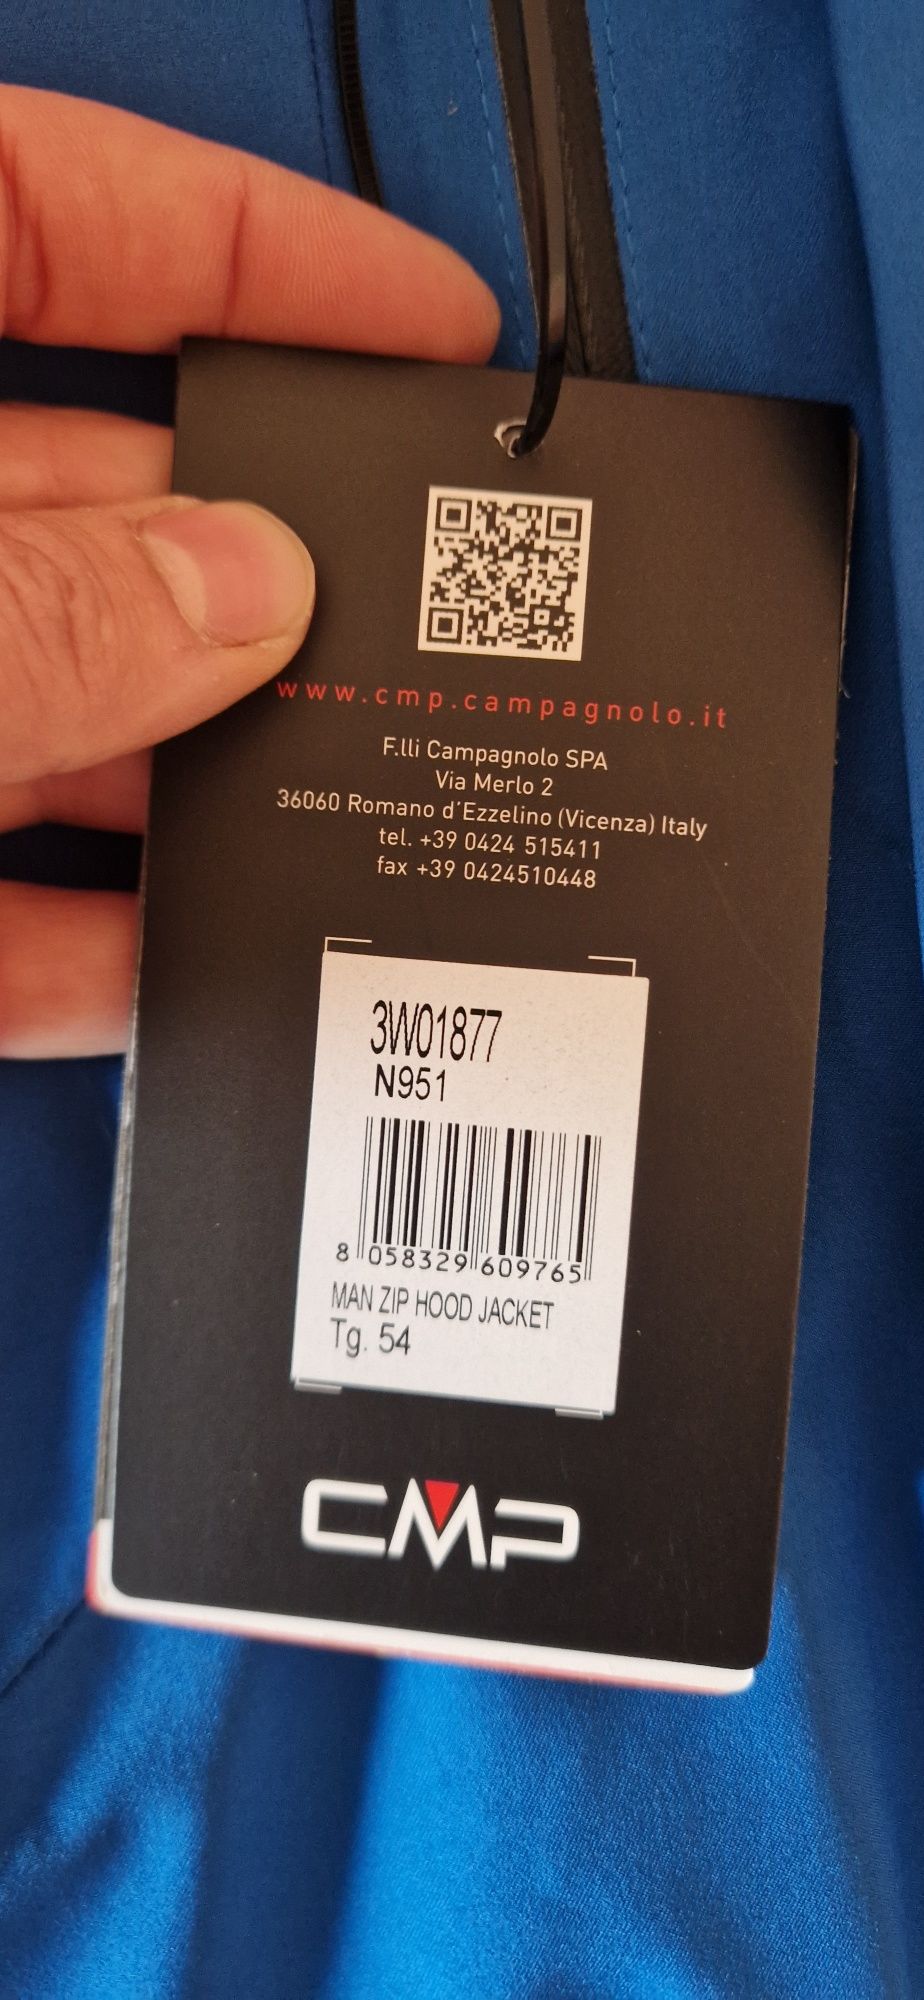 www.cmp.campagnolo.it
F.lli Campagnolo SPA
Via Merlo 2
36060 Romano d'Ezzelino (Vicenza) Italy
tel. +39 0424 515411
fax +39 0424510448
3W01877
N951
8 058329 609765
MAN ZIP HOOD JACKET
Tg. 54
CMP